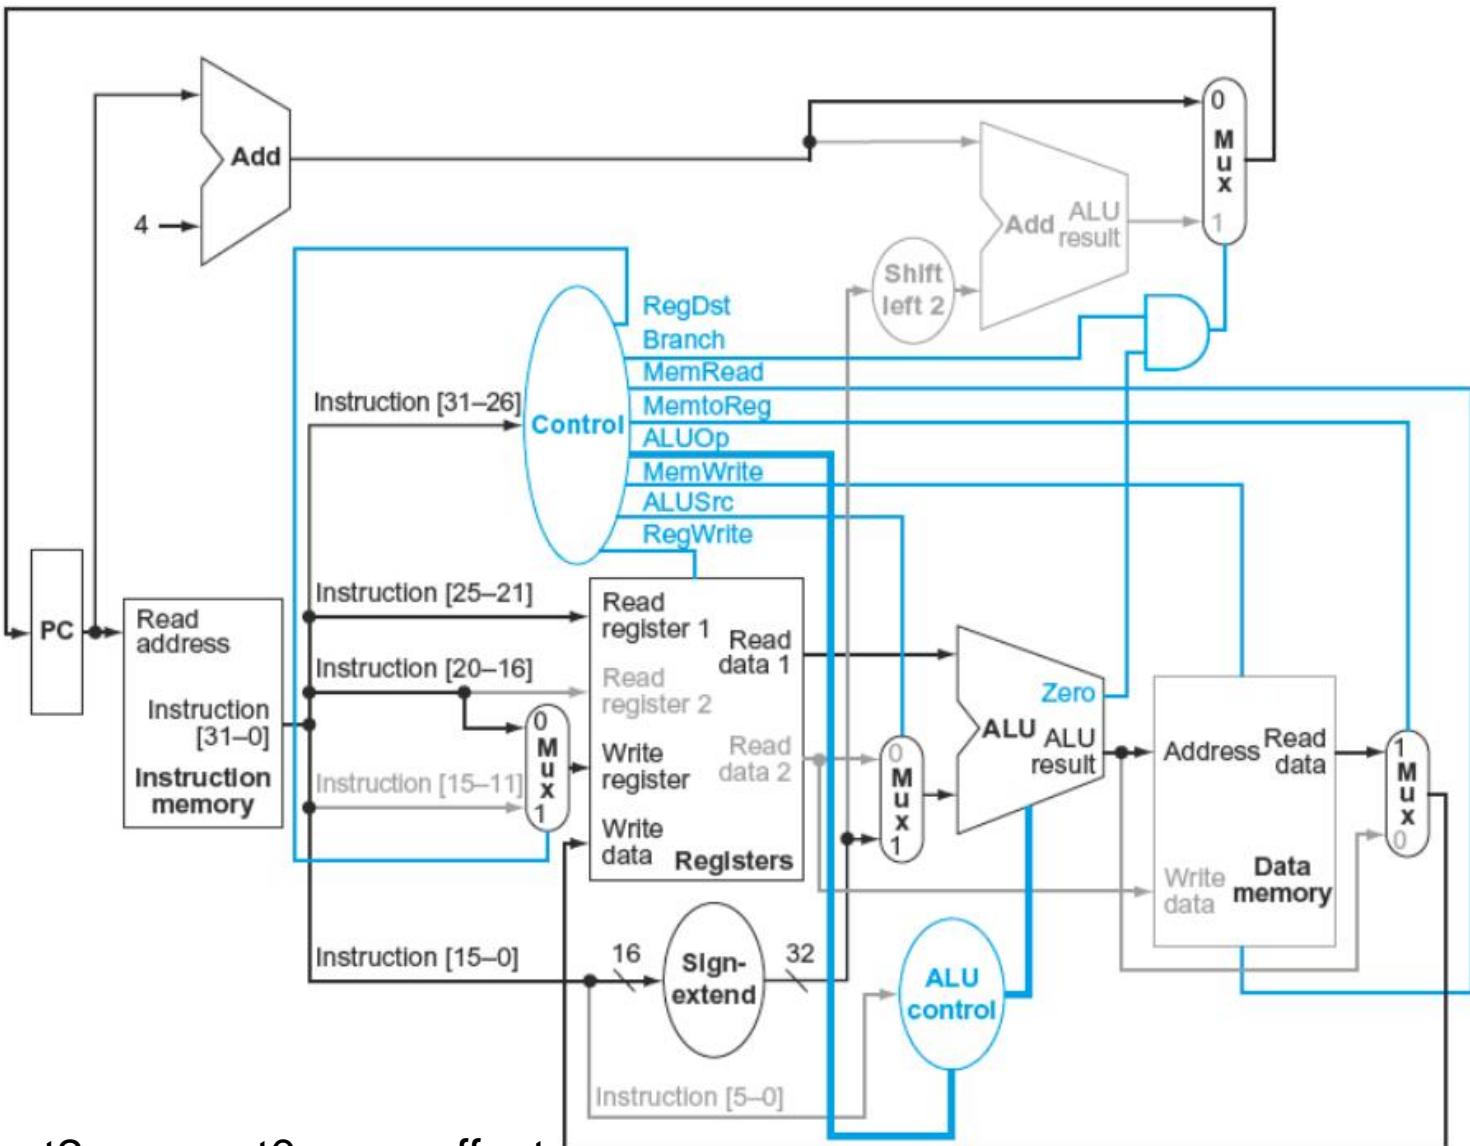 0
M
u
x
1
Add
4
Add ALU
result
Shift
left 2
RegDst
Branch
MemRead
MemtoReg
ALUOp
MemWrite
ALUSrc
RegWrite
Instruction [31–26]
Control
PC
Read
address
Instruction
[31–0]
Instruction
memory
Instruction [25–21]
Instruction [20–16]
Instruction [15–11]
0
M
u
x
1
Read
register 1
Read
data 1
Read
register 2
Write
register
Read
data 2
Write
data
Registers
0
M
u
x
1
Zero
ALU
ALU
result
Address
Read
data
Write
data
Data
memory
1
M
u
x
0
Instruction [15–0]
16
Sign-
extend
32
ALU
control
Instruction [5–0]